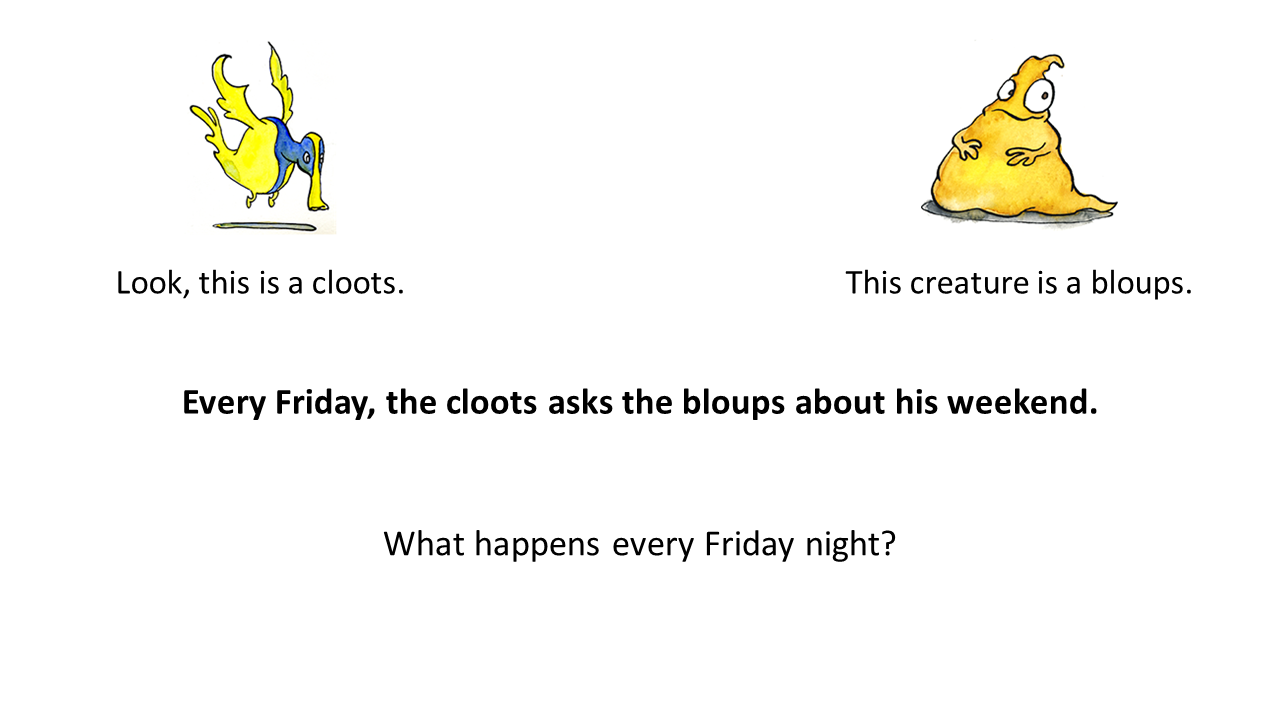 Look, this is a cloots.
This creature is a bloups.
Every Friday, the cloots asks the bloups about his weekend.
What happens every Friday night?